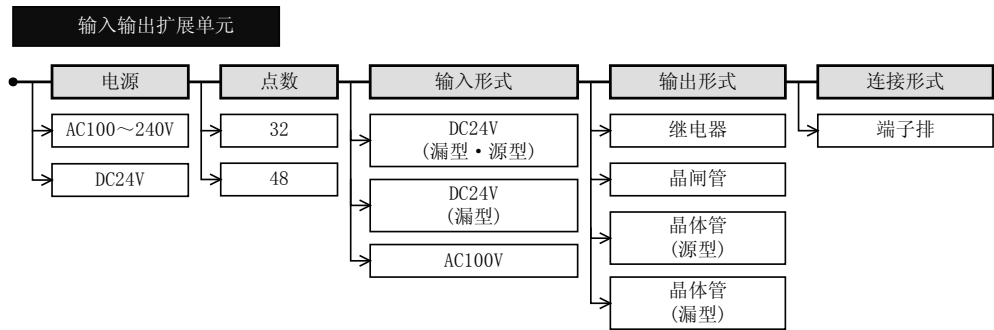 输入输出扩展单元
电源 点数 输入形式 输出形式 连接形式
AC100～240V 32 DC24V
(漏型・源型) 继电器 端子排
DC24V 48 DC24V
(漏型) 晶闸管
AC100V 晶体管
(源型)
晶体管
(漏型)